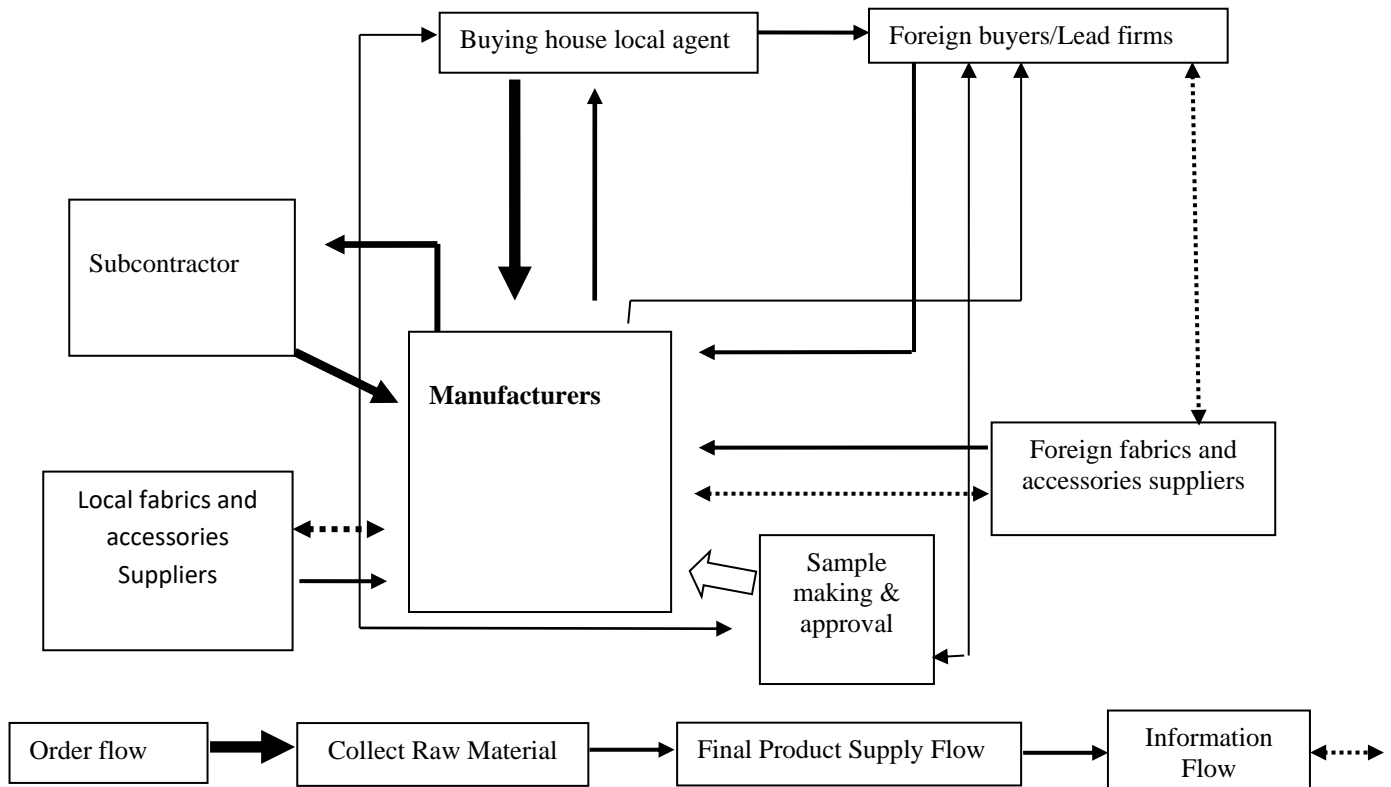 Buying house local agent
Foreign buyers/Lead firms
Subcontractor
Manufacturers
Foreign fabrics and
accessories suppliers
Local fabrics and
accessories
Suppliers
Sample
making &
approval
Order flow
Collect Raw Material
Final Product Supply Flow
Information
Flow